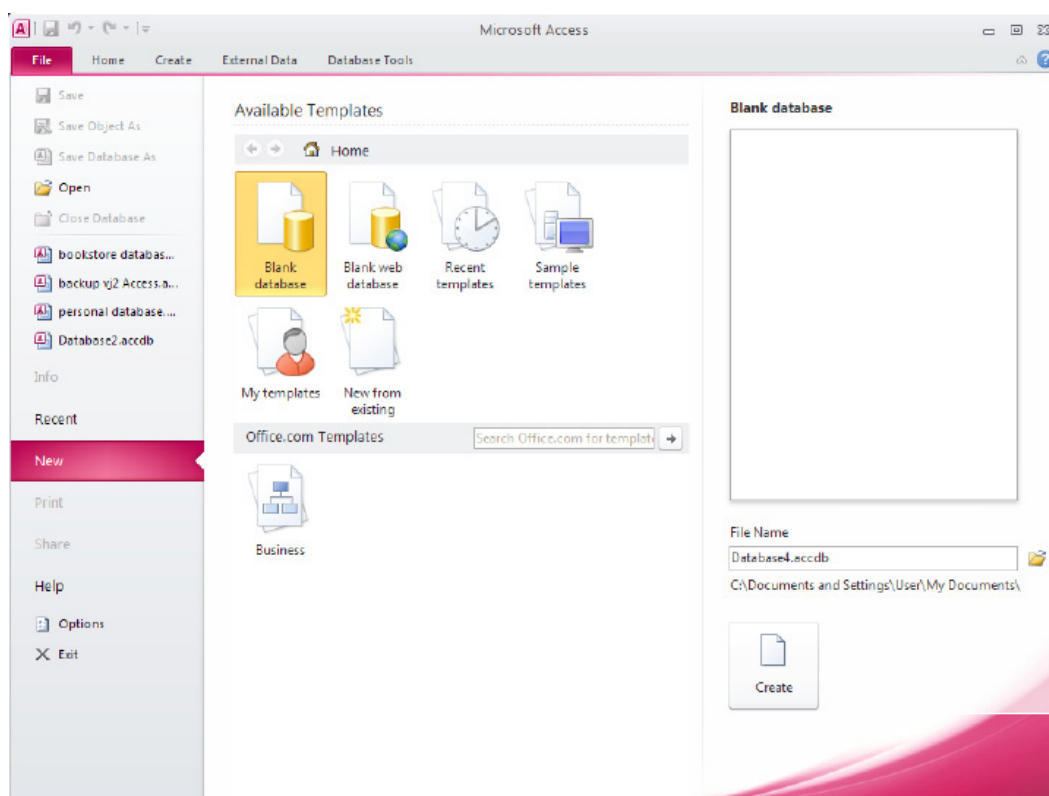 Microsoft Access
File Home Create External Data Database Tools
Save
Save Object As
Save Database As
Open
Close Database
bookstore databas...
backup vj2 Access.a...
personal database....
Database2.accdb
Info
Recent
New
Print
Share
Help
Options
Exit
Available Templates
Home
Blank
database
Blank web
database
Recent
templates
Sample
templates
My templates
New from
existing
Office.com Templates
Search Office.com for templat
Business
Blank database
File Name
Database4.accdb
C:\Documents and Settings\User\My Documents\
Create